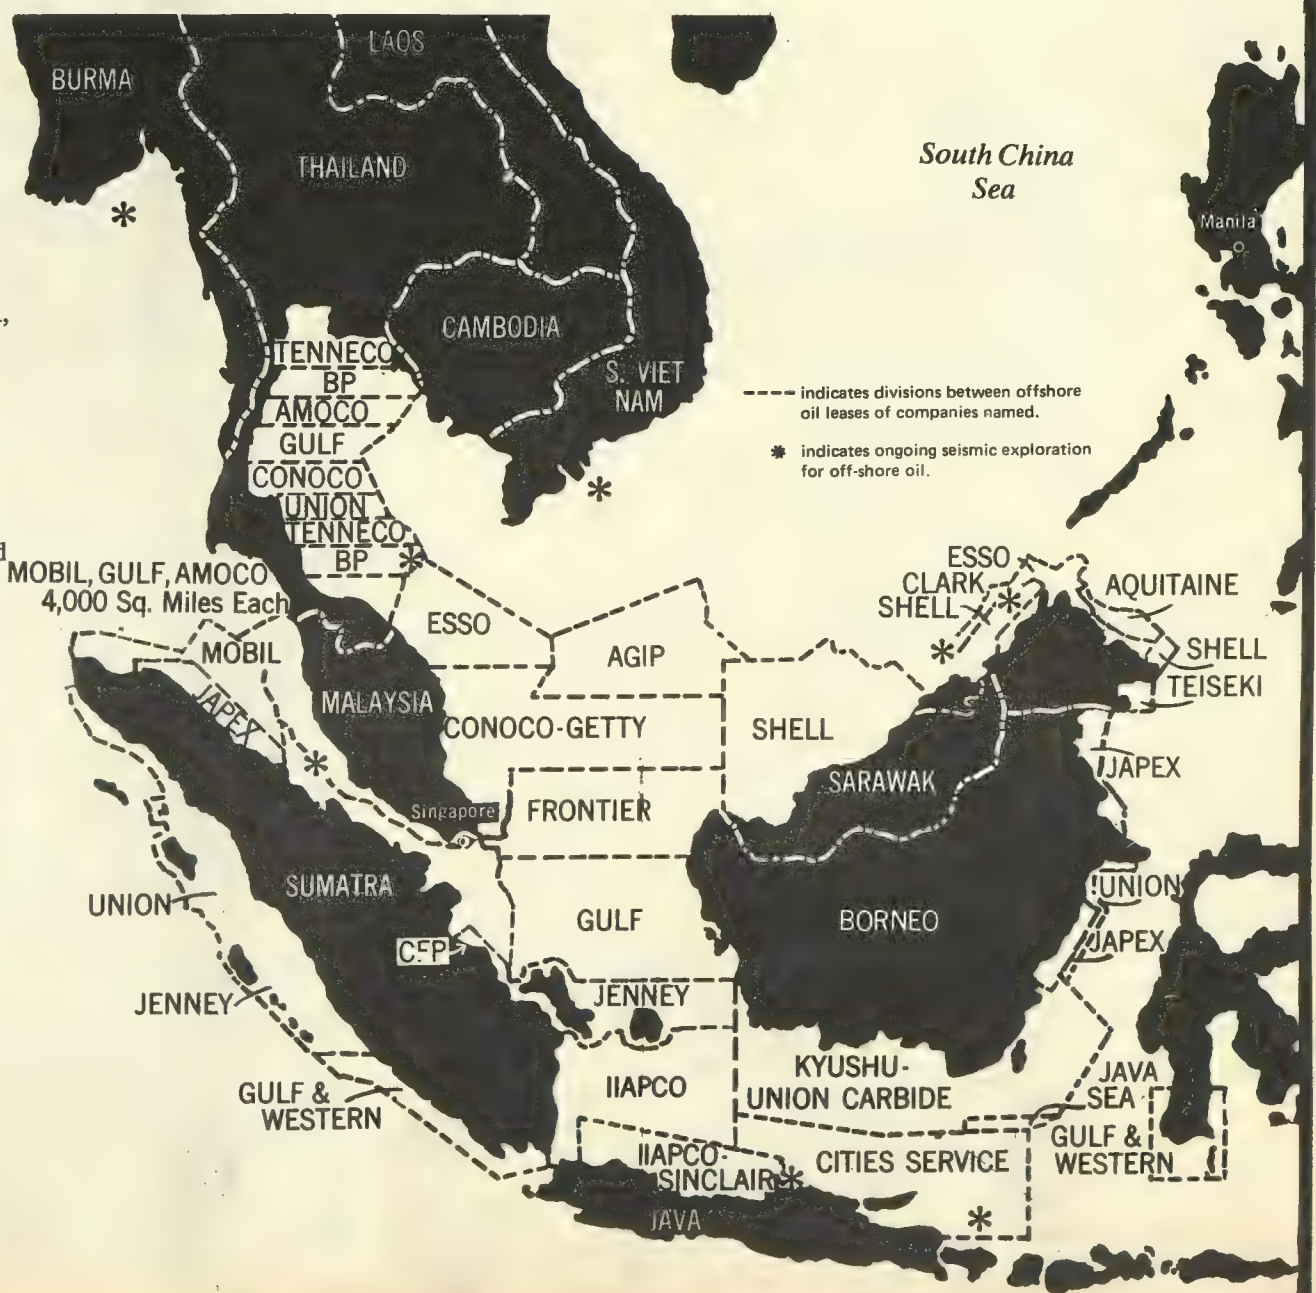 LAOS
BURMA
THAILAND
South China
Sea
Manila
CAMBODIA
S. VIET
NAM
TENNECO
BP
AMOCO
GULF
CONOCO
UNION
TENNECO
BP
---- indicates divisions between offshore
oil leases of companies named.
* indicates ongoing seismic exploration
for off-shore oil.
MOBIL, GULF, AMOCO
4,000 Sq. Miles Each
ESSO
CLARK
SHELL
AQUITAINE
SHELL
TEISEKI
MOBIL
ESSO
AGIP
JAPEX
MALAYSIA
CONOCO-GETTY
SHELL
JAPEX
SARAWAK
Singapore
FRONTIER
SUMATRA
UNION
GULF
BORNEO
UNION
CFP
JAPEX
JENNEY
JENNEY
IIAPCO
KYUSHU-
UNION CARBIDE
JAVA
SEA
GULF &
WESTERN
IIAPCO-
SINCLAIR
CITIES SERVICE
GULF &
WESTERN
JAVA